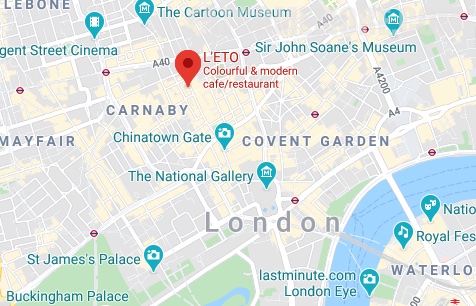 LEBONE
The Cartoon Museum
gent Street Cinema
A40
Sir John Soane's Museum
L'ETO
Colourful & modern
cafe/restaurant
A40
A4200
CARNABY
A4
MAYFAIR
Chinatown Gate
COVENT GARDEN
The National Gallery
London
Natio
Royal Fes
St James's Palace
WATERLO
lastminute.com
London Eye
Buckingham Palace